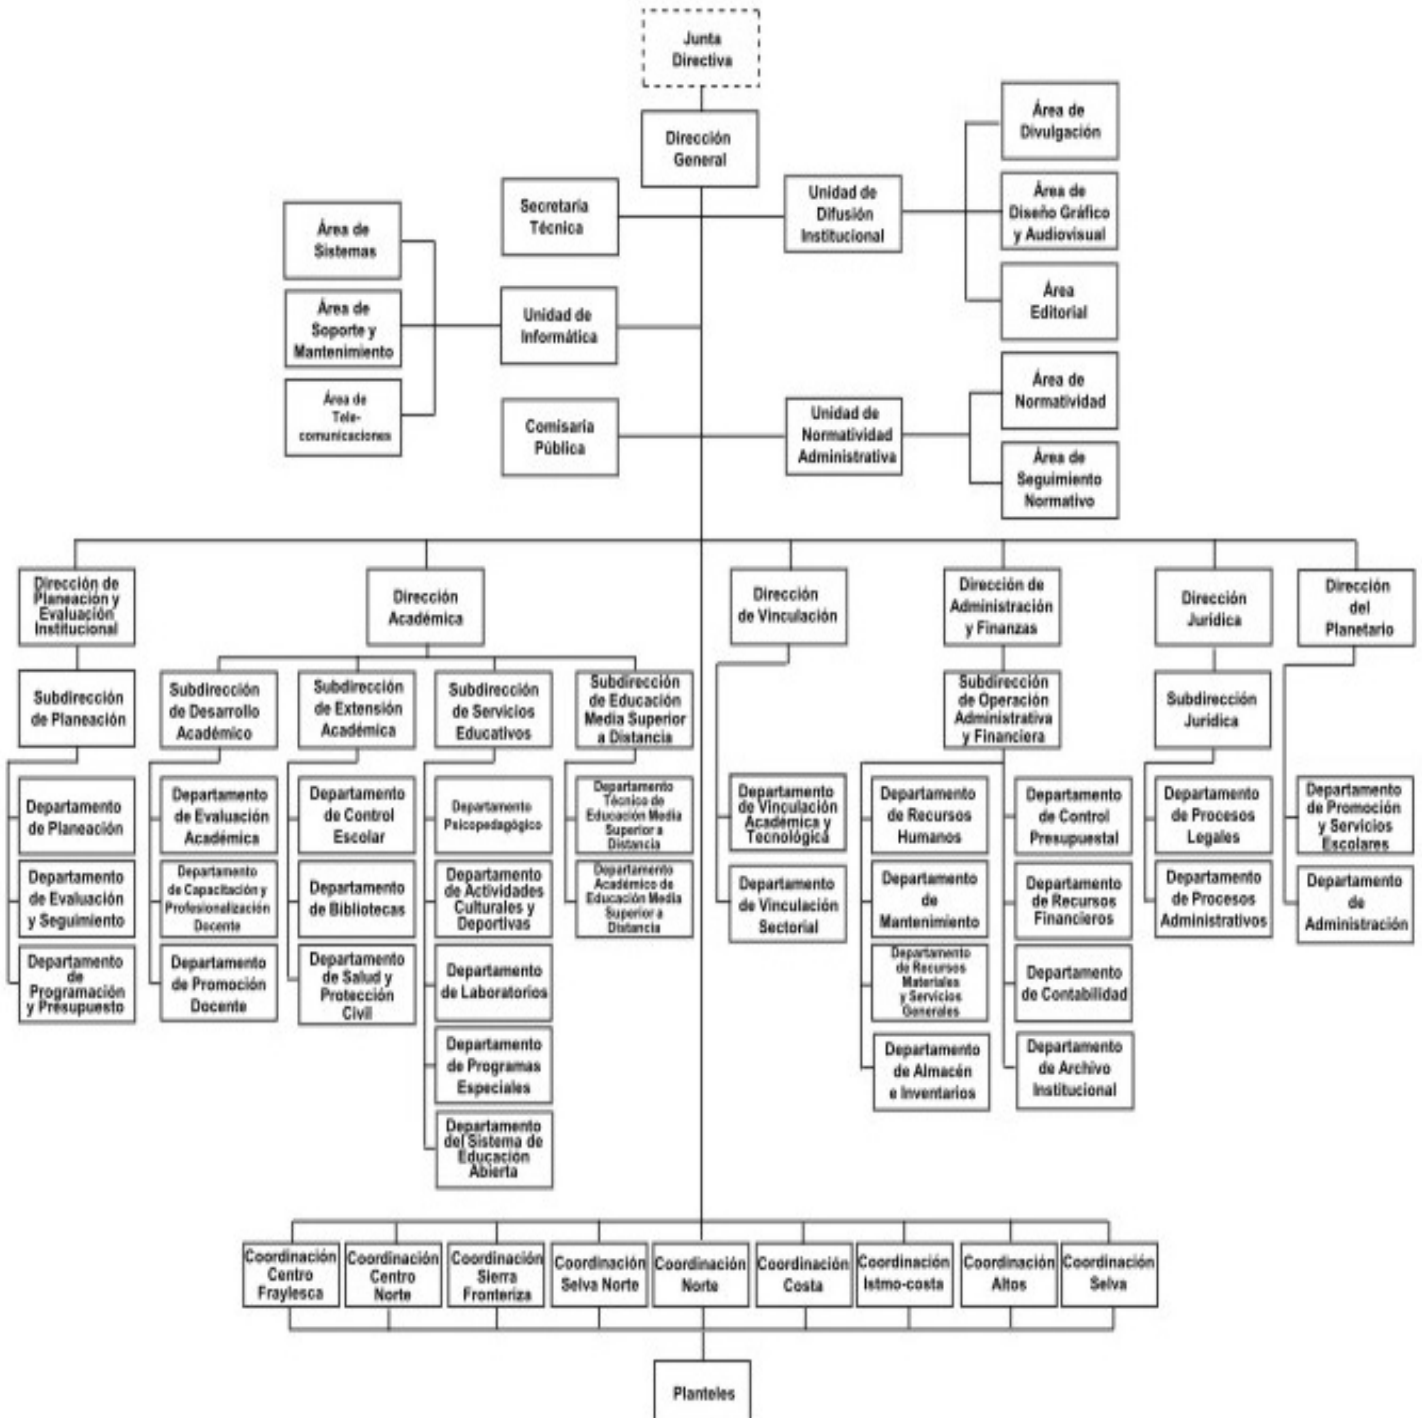 Junta
Directiva
Dirección
General
Secretaria
Técnica
Unidad de
Difusión
Institucional
Área de
Divulgación
Área de
Diseño Gráfico
y Audiovisual
Área
Editorial
Área de
Sistemas
Área de
Soporte y
Mantenimiento
Área de
Tele-
comunicaciones
Unidad de
Informática
Comisaria
Pública
Unidad de
Normatividad
Administrativa
Área de
Normatividad
Área de
Seguimiento
Normativo
Dirección de
Planeación y
Evaluación
Institucional
Dirección
Académica
Dirección
de Vinculación
Dirección de
Administración
y Finanzas
Dirección
Jurídica
Dirección
del
Planetario
Subdirección
de Planeación
Subdirección
de Desarrollo
Académico
Subdirección
de Extensión
Académica
Subdirección
de Servicios
Educativos
Subdirección
de Educación
Media Superior
a Distancia
Subdirección
de Operación
Administrativa
y Financiera
Subdirección
Jurídica
Departamento
de Planeación
Departamento
de Evaluación
Académica
Departamento
de Control
Escolar
Departamento
Psicopedagógico
Departamento
Técnico de
Educación Media
Superior a
Distancia
Departamento
de Vinculación
Académica y
Tecnológica
Departamento
de Recursos
Humanos
Departamento
de Control
Presupuestal
Departamento
de Procesos
Legales
Departamento
de Promoción
y Servicios
Escolares
Departamento
de Evaluación
y Seguimiento
Departamento
de Capacitación y
Profesionalización
Docente
Departamento
de Bibliotecas
Departamento
de Actividades
Culturales y
Deportivas
Departamento
Académico de
Educación Media
Superior a
Distancia
Departamento
de Vinculación
Sectorial
Departamento
de
Mantenimiento
Departamento
de Recursos
Financieros
Departamento
de Procesos
Administrativos
Departamento
de
Administración
Departamento
de
Programación
y Presupuesto
Departamento
de Promoción
Docente
Departamento
de Salud y
Protección
Civil
Departamento
de Laboratorios
Departamento
de Recursos
Materiales
y Servicios
Generales
Departamento
de Contabilidad
Departamento
de Programas
Especiales
Departamento
de Almacén
e Inventarios
Departamento
de Archivo
Institucional
Departamento
del Sistema de
Educación
Abierta
Coordinación
Centro
Fraylesca
Coordinación
Centro
Norte
Coordinación
Sierra
Fronteriza
Coordinación
Selva Norte
Coordinación
Norte
Coordinación
Costa
Coordinación
Istmo-costa
Coordinación
Altos
Coordinación
Selva
Planteles